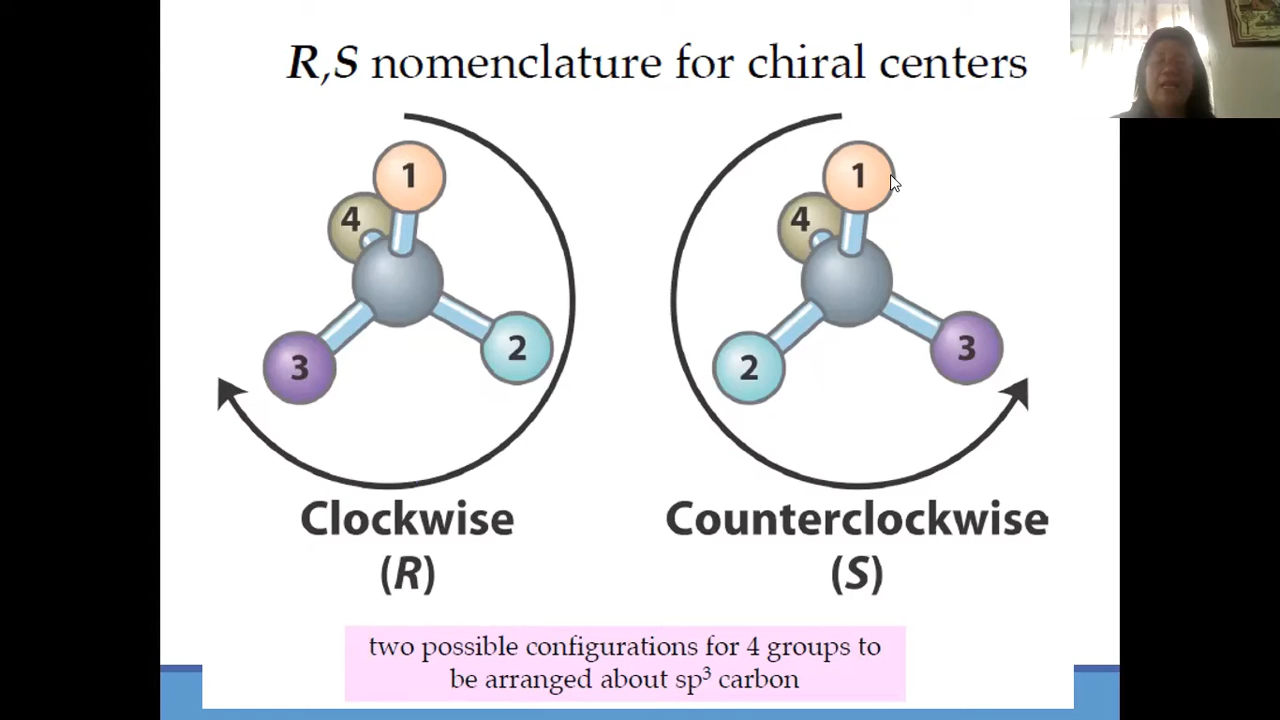 R,S nomenclature for chiral centers
1
4
3
2
1
4
2
3
Clockwise
(R)
Counterclockwise
(S)
two possible configurations for 4 groups to
be arranged about sp³ carbon